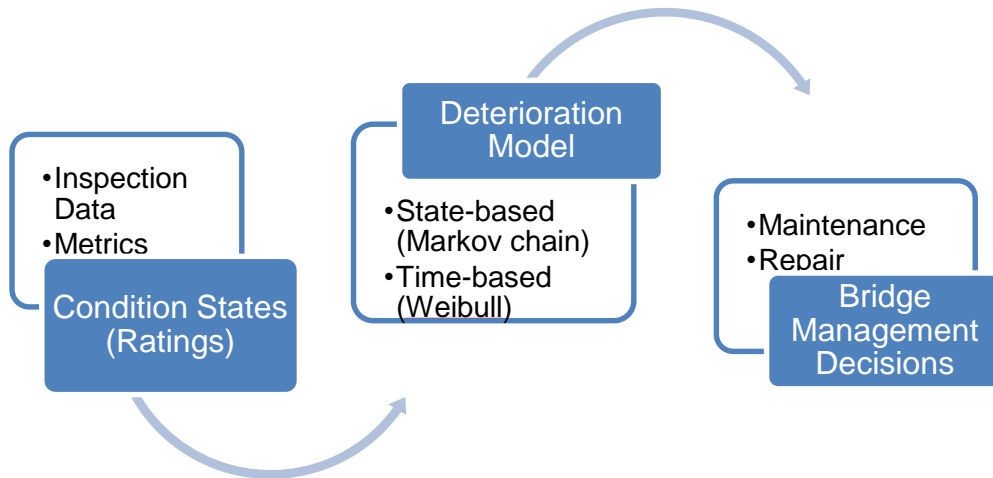 •Inspection
Data
•Metrics
Condition States
(Ratings)
Deterioration
Model
•State-based
(Markov chain)
•Time-based
(Weibull)
•Maintenance
•Repair
Bridge
Management
Decisions